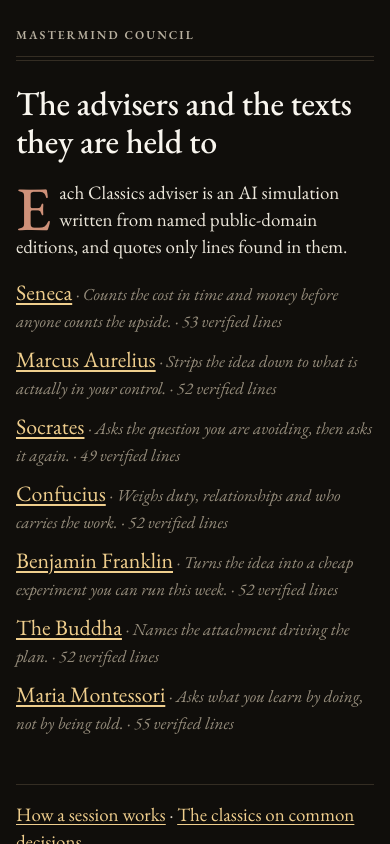 MASTERMIND COUNCIL
The advisers and the texts
they are held to
Each Classics adviser is an AI simulation
written from named public-domain
editions, and quotes only lines found in them.
Seneca · Counts the cost in time and money before
anyone counts the upside. · 53 verified lines
Marcus Aurelius · Strips the idea down to what is
actually in your control. · 52 verified lines
Socrates · Asks the question you are avoiding, then asks
it again. · 49 verified lines
Confucius · Weighs duty, relationships and who
carries the work. · 52 verified lines
Benjamin Franklin · Turns the idea into a cheap
experiment you can run this week. · 52 verified lines
The Buddha · Names the attachment driving the
plan. · 52 verified lines
Maria Montessori · Asks what you learn by doing,
not by being told. · 55 verified lines
How a session works · The classics on common
decisions